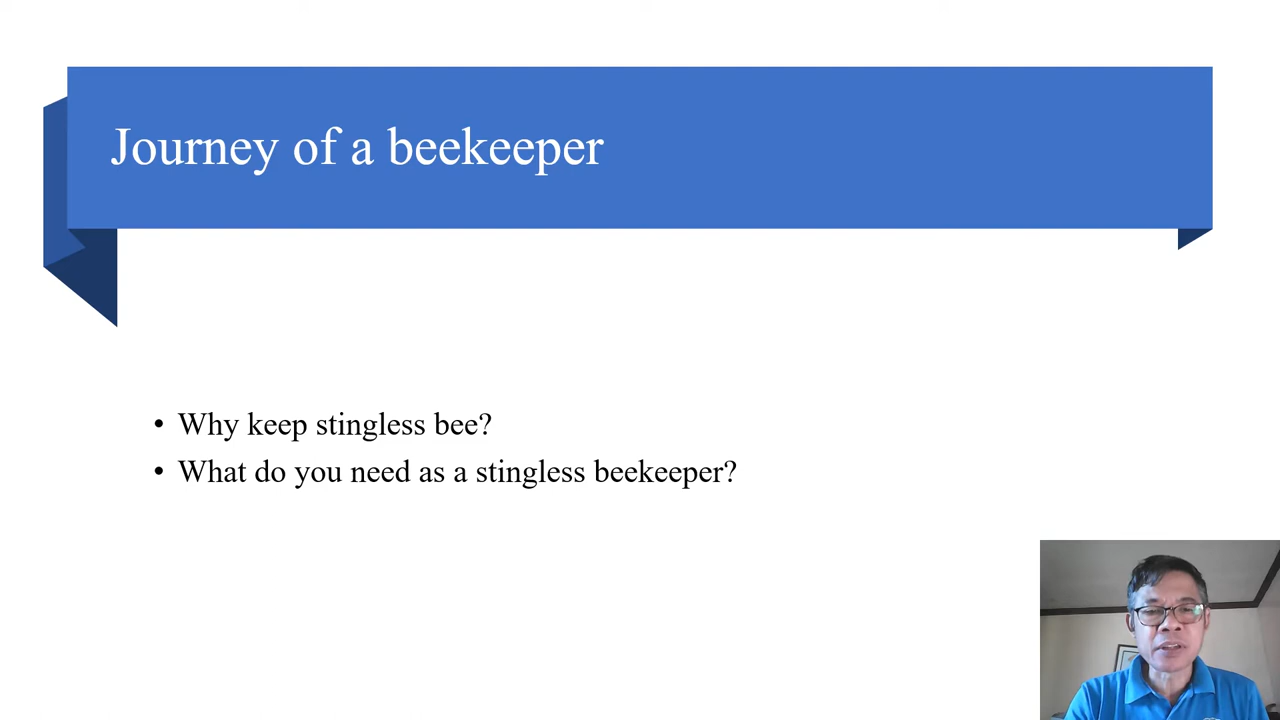 Journey of a beekeeper
• Why keep stingless bee?
• What do you need as a stingless beekeeper?